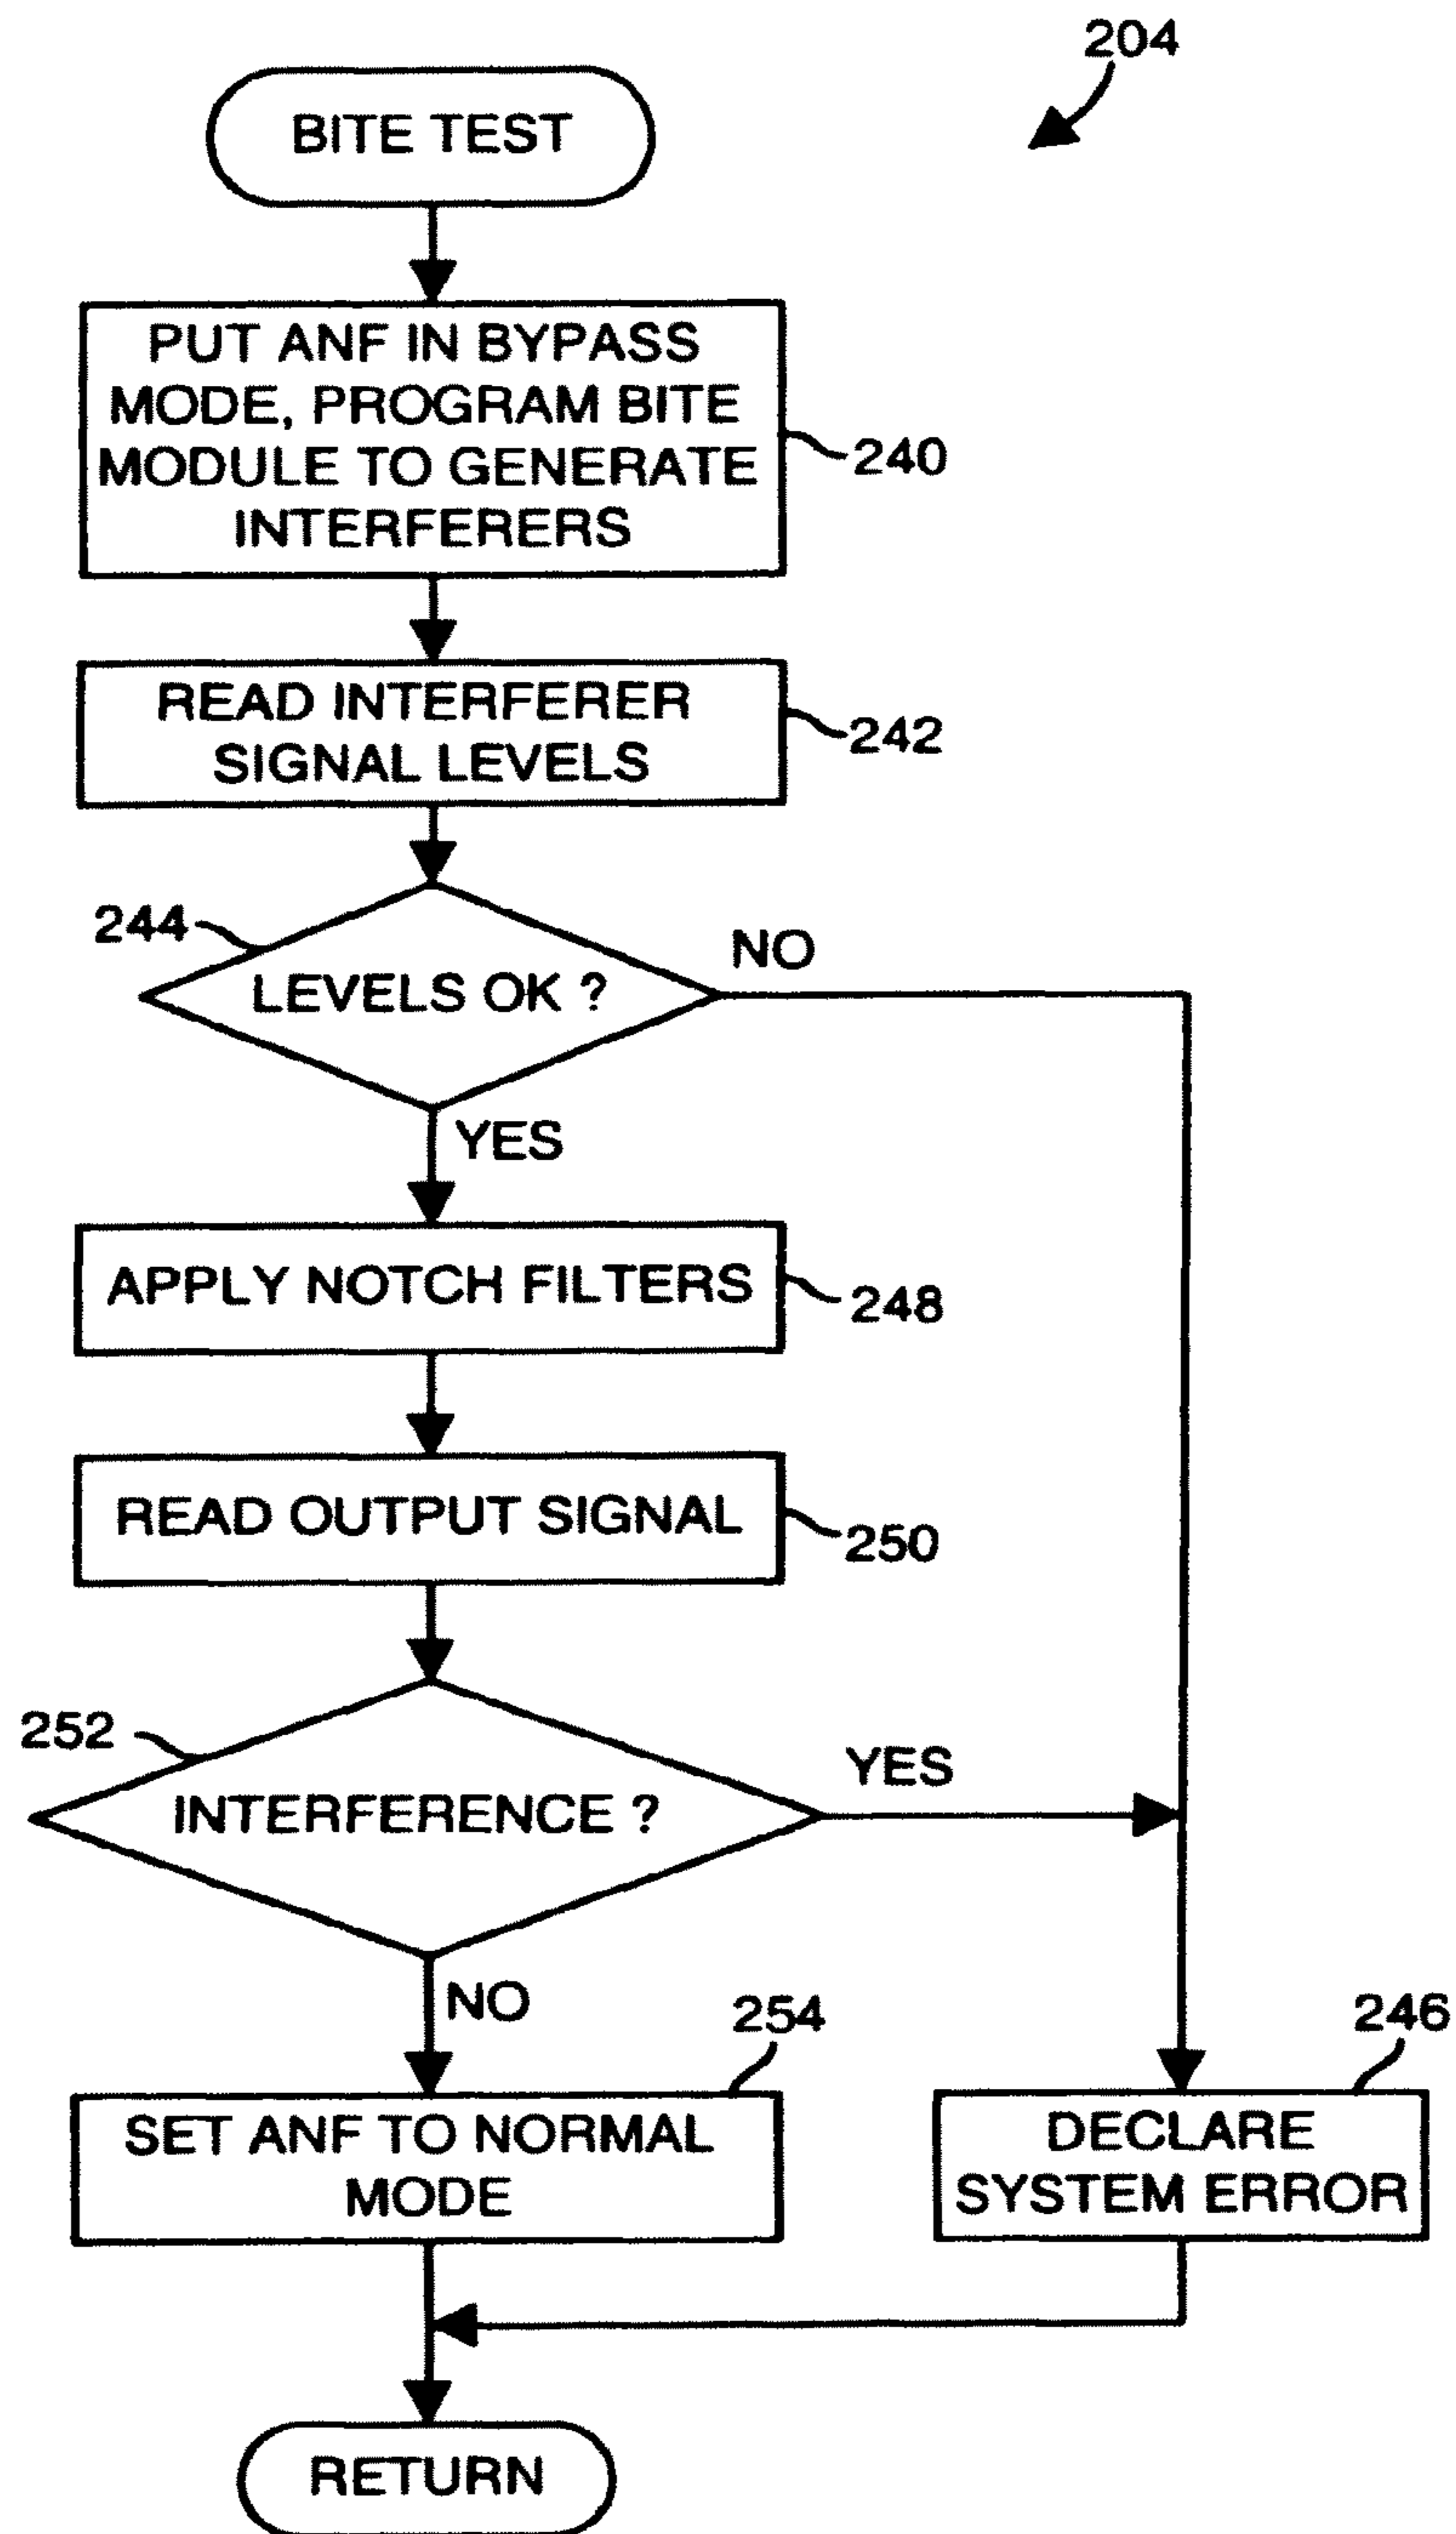 204
BITE TEST
PUT ANF IN BYPASS
MODE, PROGRAM BITE
MODULE TO GENERATE
INTERFERERS
240
READ INTERFERER
SIGNAL LEVELS
242
244
LEVELS OK ?
NO
YES
APPLY NOTCH FILTERS
248
READ OUTPUT SIGNAL
250
252
INTERFERENCE ?
YES
NO
254
SET ANF TO NORMAL
MODE
246
DECLARE
SYSTEM ERROR
RETURN